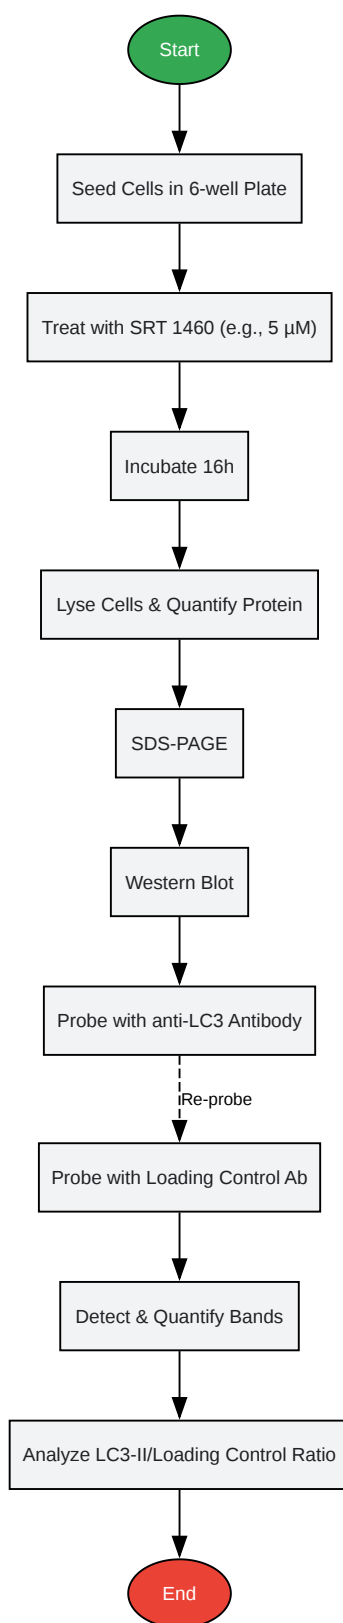 Start
Seed Cells in 6-well Plate
Treat with SRT 1460 (e.g., 5 µM)
Incubate 16h
Lyse Cells & Quantify Protein
SDS-PAGE
Western Blot
Probe with anti-LC3 Antibody
Re-probe
Probe with Loading Control Ab
Detect & Quantify Bands
Analyze LC3-II/Loading Control Ratio
End